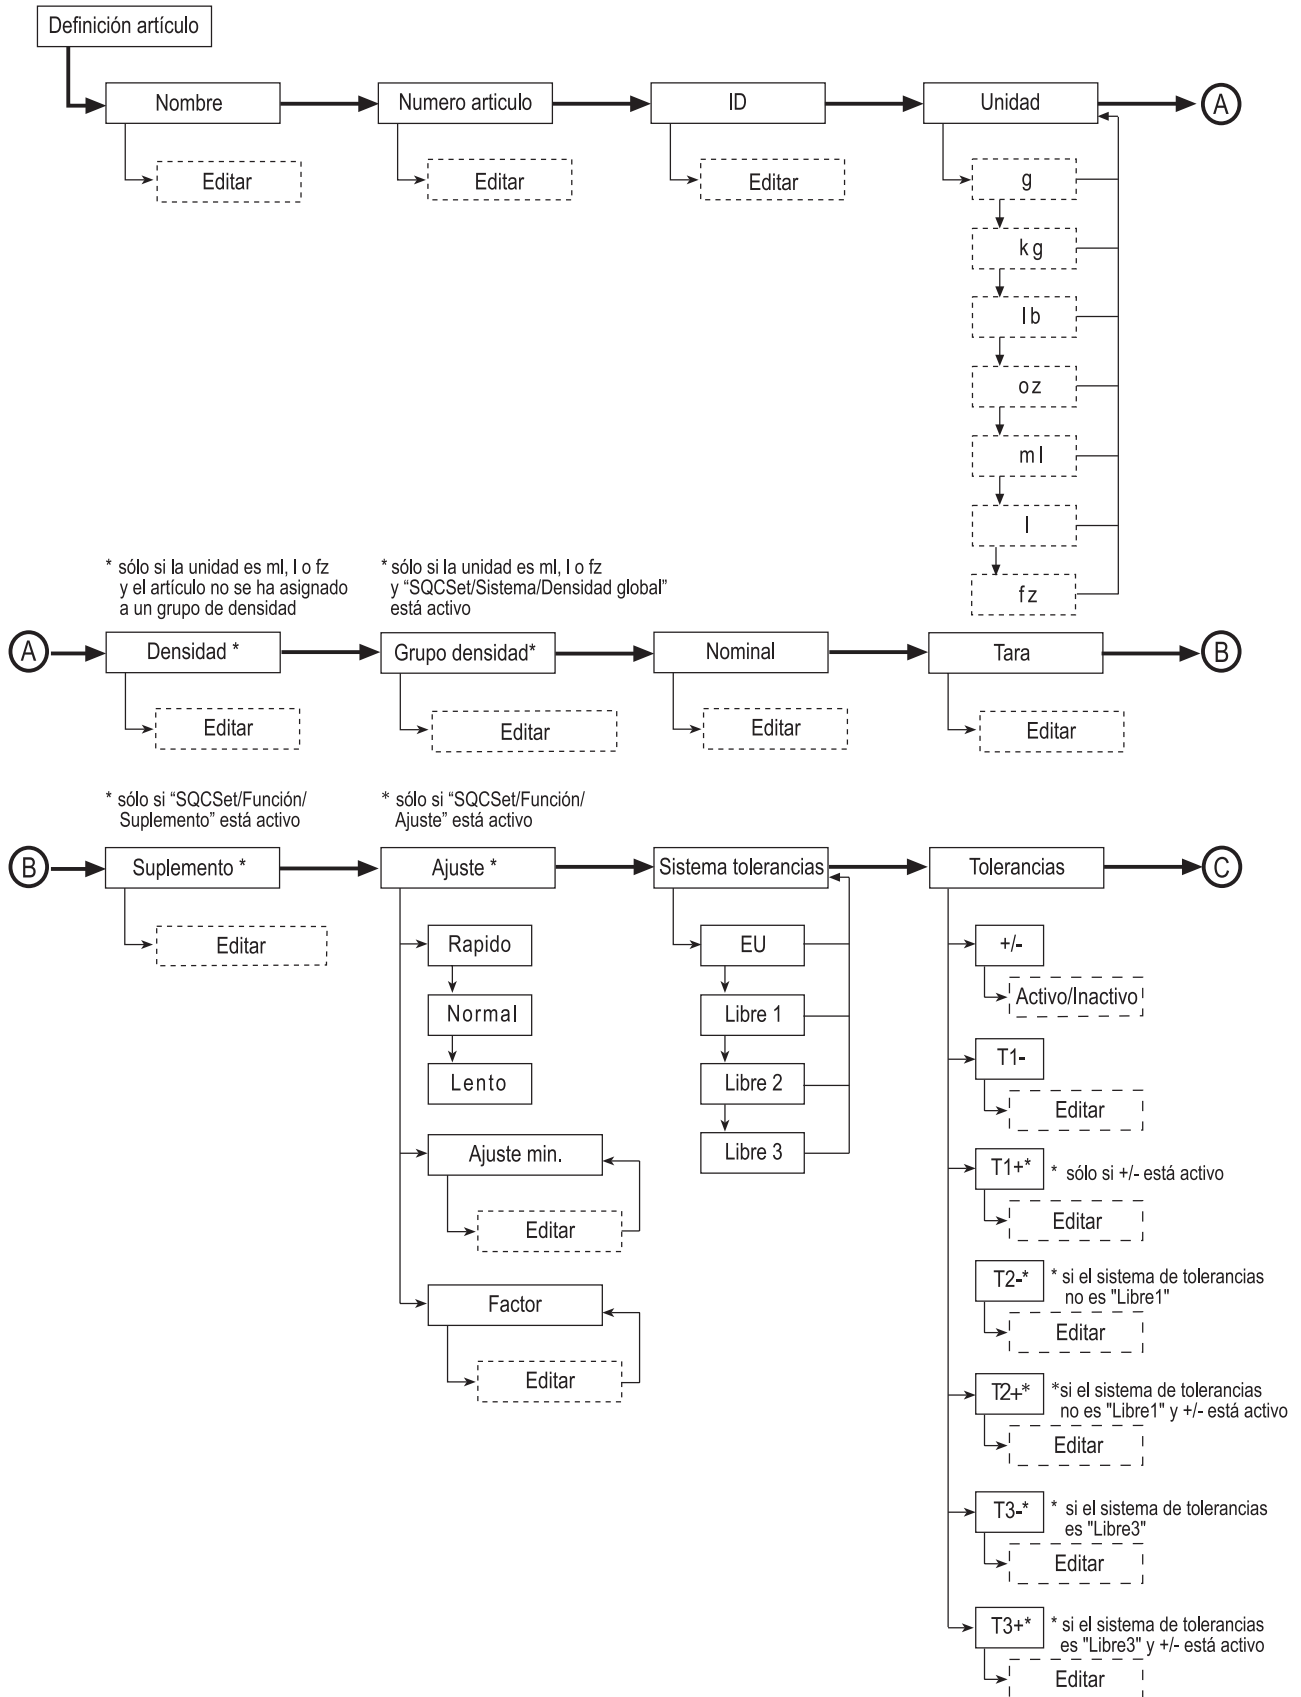 Definición artículo
Nombre
Numero articulo
ID
Unidad
A
Editar
Editar
Editar
g
kg
lb
oz
ml
l
fz
* sólo si la unidad es ml, l o fz
y el artículo no se ha asignado
a un grupo de densidad
* sólo si la unidad es ml, l o fz
y “SQCSet/Sistema/Densidad global”
está activo
A
Densidad *
Grupo densidad*
Nominal
Tara
B
Editar
Editar
Editar
Editar
* sólo si “SQCSet/Función/
Suplemento” está activo
* sólo si “SQCSet/Función/
Ajuste” está activo
B
Suplemento *
Ajuste *
Sistema tolerancias
Tolerancias
C
Editar
Rapido
Normal
Lento
Ajuste min.
Editar
Factor
Editar
EU
Libre 1
Libre 2
Libre 3
+/-
Activo/Inactivo
T1-
Editar
T1+* * sólo si +/- está activo
Editar
T2-* * si el sistema de tolerancias
no es "Libre1"
Editar
T2+* *si el sistema de tolerancias
no es "Libre1" y +/- está activo
Editar
T3-* * si el sistema de tolerancias
es "Libre3"
Editar
T3+* * si el sistema de tolerancias
es "Libre3" y +/- está activo
Editar